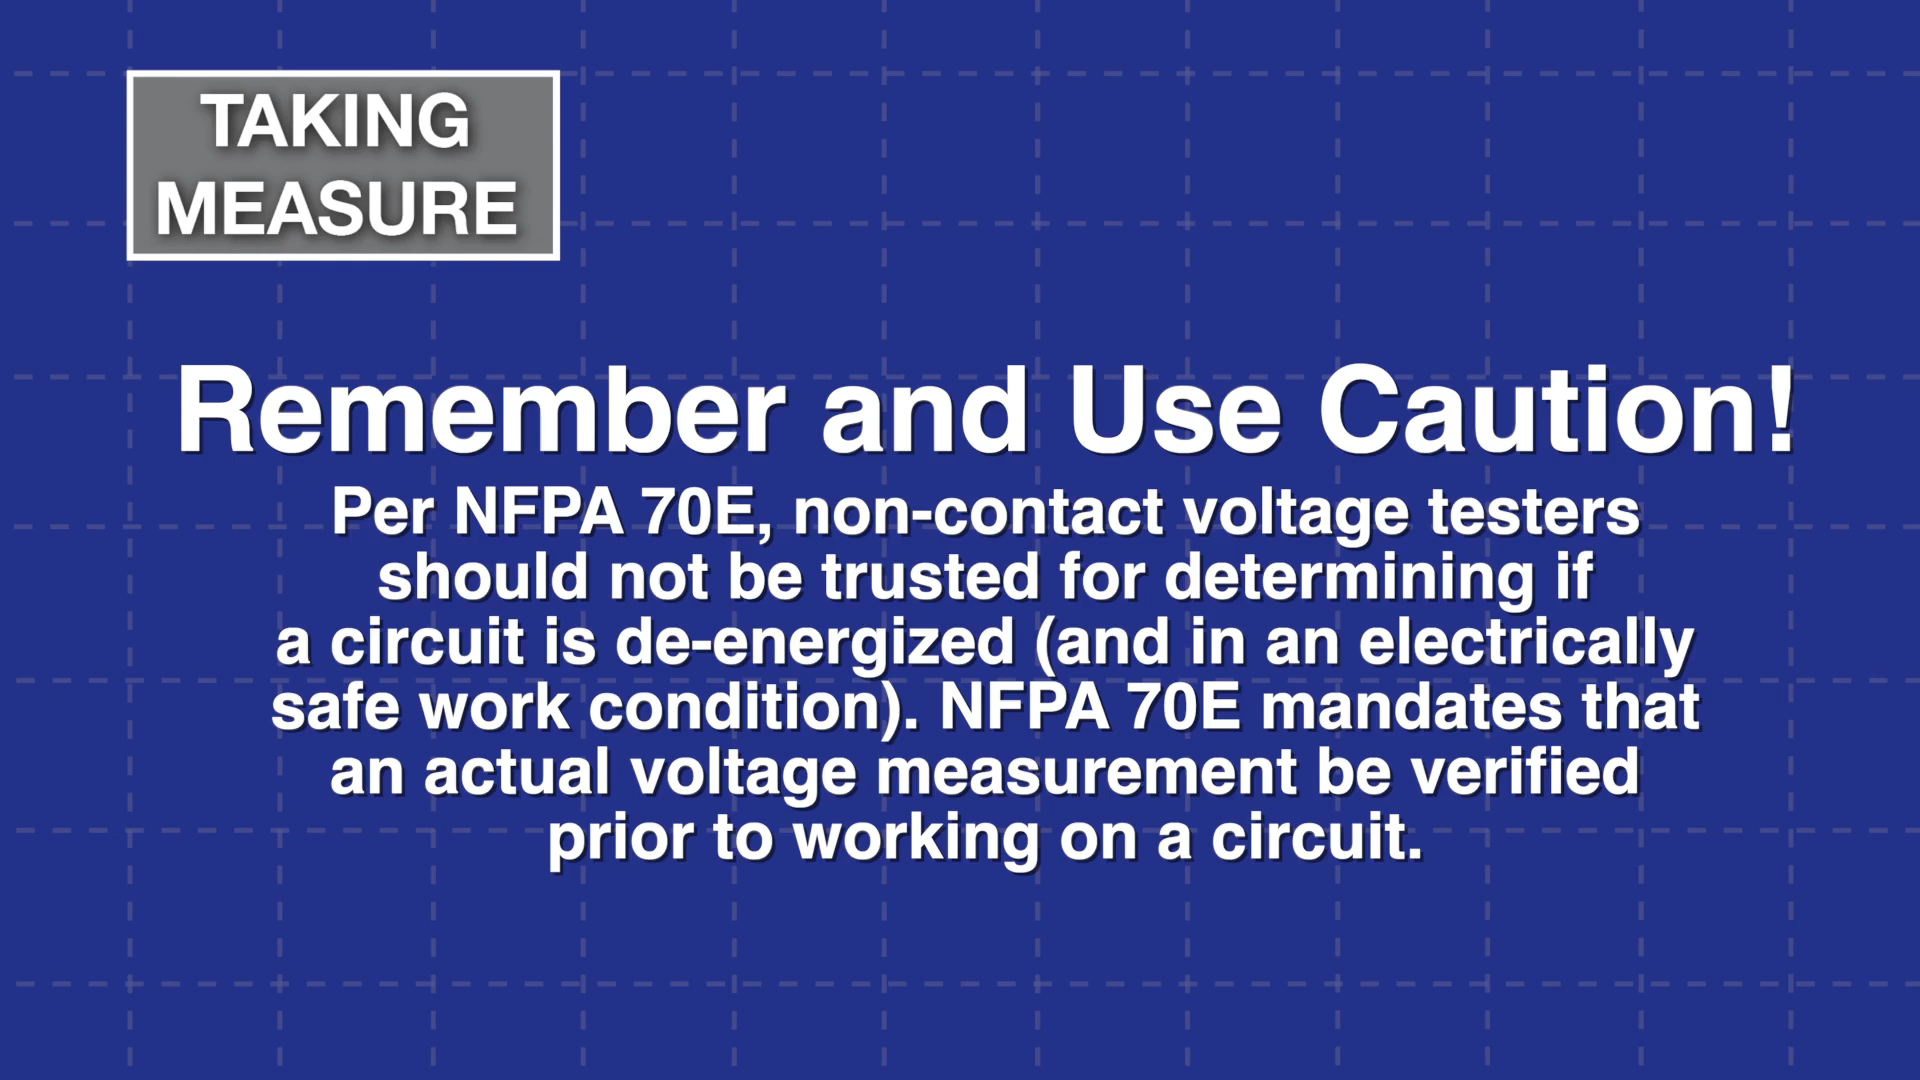 TAKING
MEASURE
Remember and Use Caution!
Per NFPA 70E, non-contact voltage testers
should not be trusted for determining if
a circuit is de-energized (and in an electrically
safe work condition). NFPA 70E mandates that
an actual voltage measurement be verified
prior to working on a circuit.